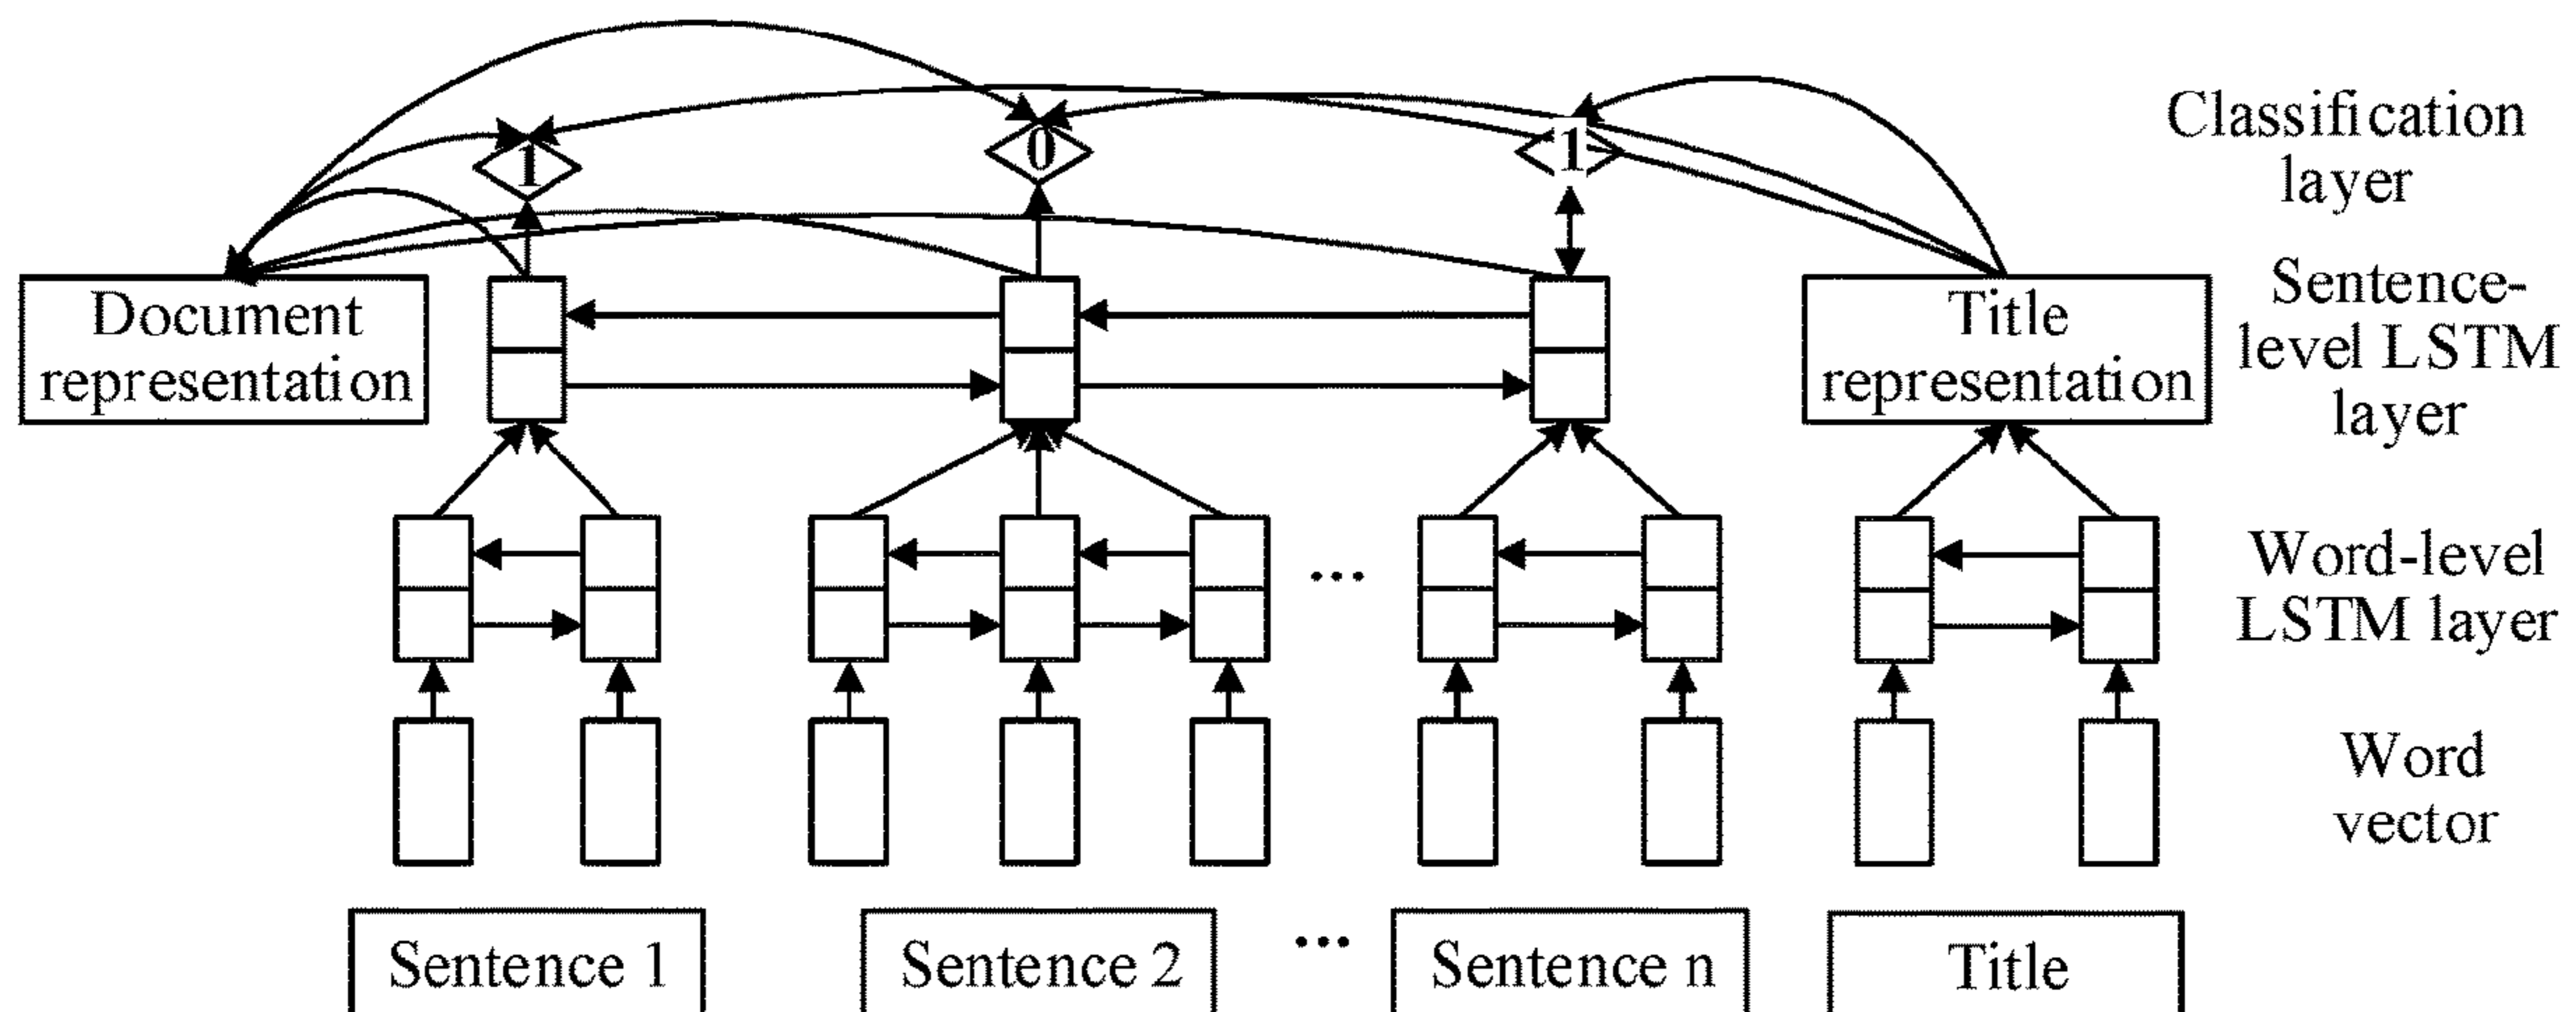 1
0
1
Classification
layer
Document
representation
Title
representation
Sentence-
level LSTM
layer
...
Word-level
LSTM layer
Word
vector
Sentence 1
Sentence 2
...
Sentence n
Title